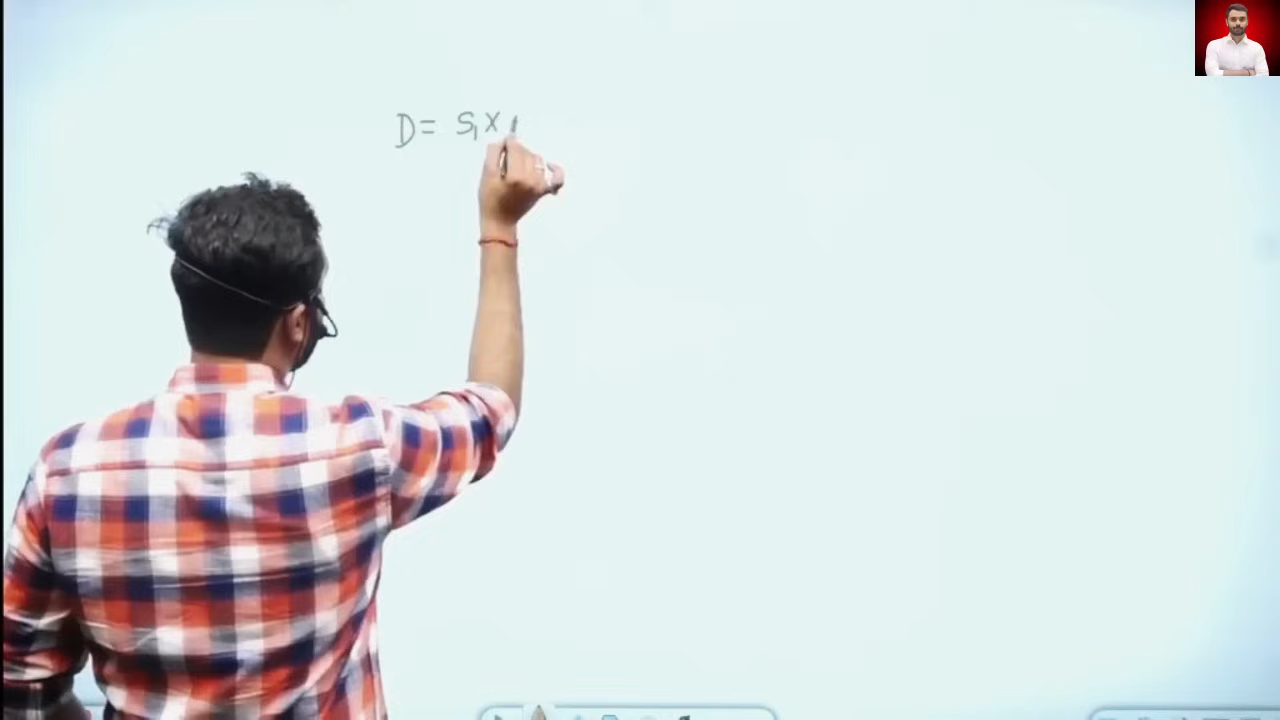 D = S₁ ×